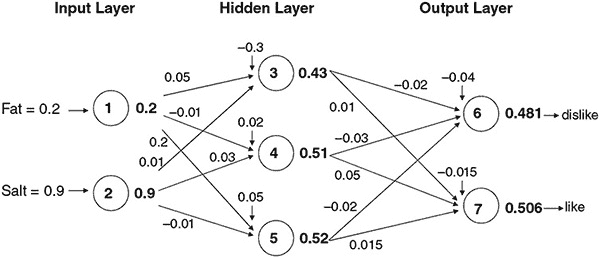 Input Layer Hidden Layer Output Layer
−0.3
0.05 3 0.43 −0.02 −0.04
Fat = 0.2 1 0.2 −0.01 0.02 0.01 6 0.481 dislike
0.2 −0.03
0.01 0.03 4 0.51 0.05 −0.015
Salt = 0.9 2 0.9 0.05 −0.02 7 0.506 like
−0.01 5 0.52 0.015